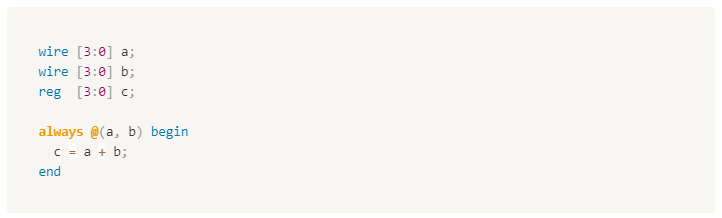 wire [3:0] a;
wire [3:0] b;
reg  [3:0] c;

always @(a, b) begin
  c = a + b;
end